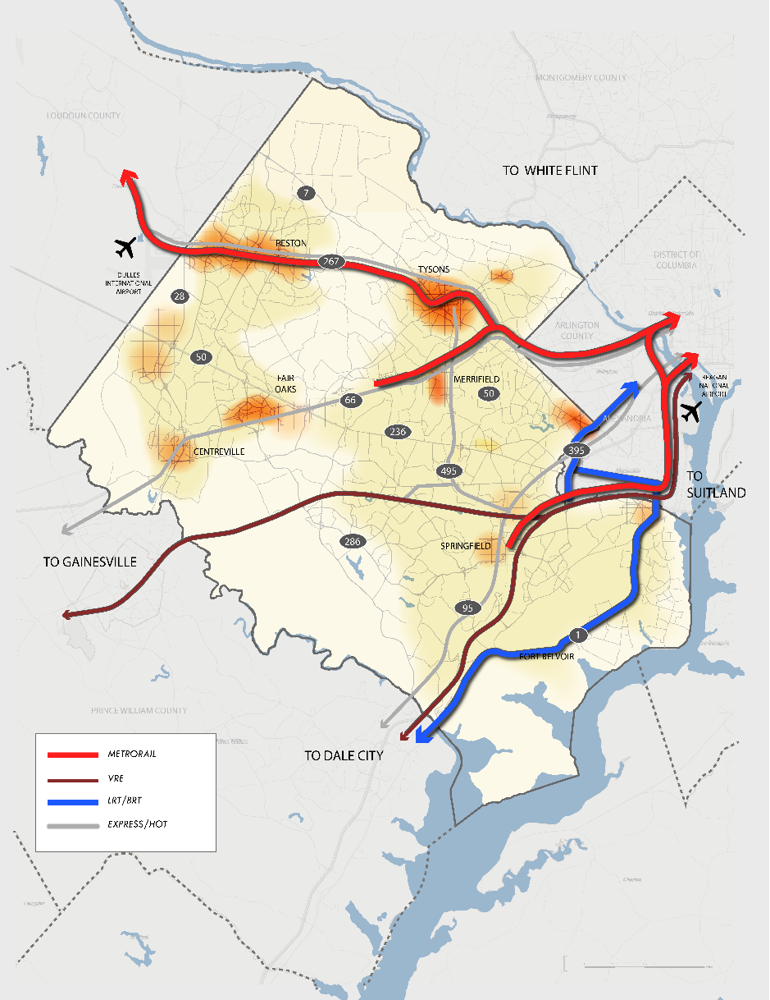 MONTGOMERY COUNTY
LOUDOUN COUNTY
TO WHITE FLINT
7
RESTON
267
TYSONS
DISTRICT OF
COLUMBIA
DULLES
INTERNATIONAL
AIRPORT
28
ARLINGTON
COUNTY
50
FAIR
OAKS
MERRIFIELD
50
REAGAN
NATIONAL
AIRPORT
66
ALEXANDRIA
236
CENTREVILLE
395
495
TO
SUITLAND
286
SPRINGFIELD
TO GAINESVILLE
95
1
FORT BELVOIR
PRINCE WILLIAM COUNTY
TO DALE CITY
METRORAIL
VRE
LRT/BRT
EXPRESS/HOT